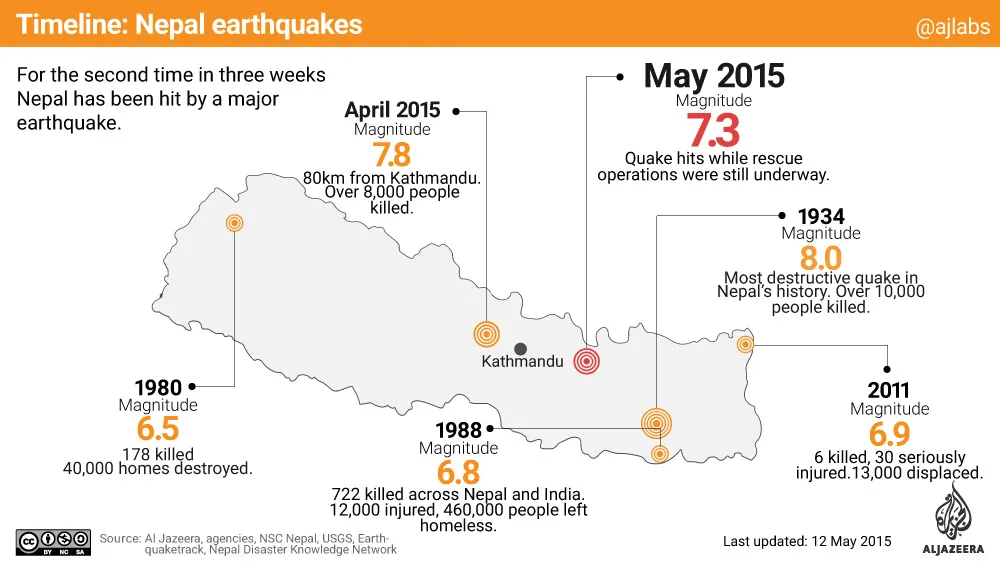 Timeline: Nepal earthquakes
@ajlabs
For the second time in three weeks
Nepal has been hit by a major
earthquake.
April 2015
Magnitude
7.8
80km from Kathmandu.
Over 8,000 people
killed.
May 2015
Magnitude
7.3
Quake hits while rescue
operations were still underway.
1934
Magnitude
8.0
Most destructive quake in
Nepal's history. Over 10,000
people killed.
Kathmandu
1980
Magnitude
6.5
178 killed
40,000 homes destroyed.
1988
Magnitude
6.8
722 killed across Nepal and India.
12,000 injured, 460,000 people left
homeless.
2011
Magnitude
6.9
6 killed, 30 seriously
injured.13,000 displaced.
cc
BY NC SA
Source: Al Jazeera, agencies, NSC Nepal, USGS, Earth-
quaketrack, Nepal Disaster Knowledge Network
Last updated: 12 May 2015
الجزيرة
ALJAZEERA